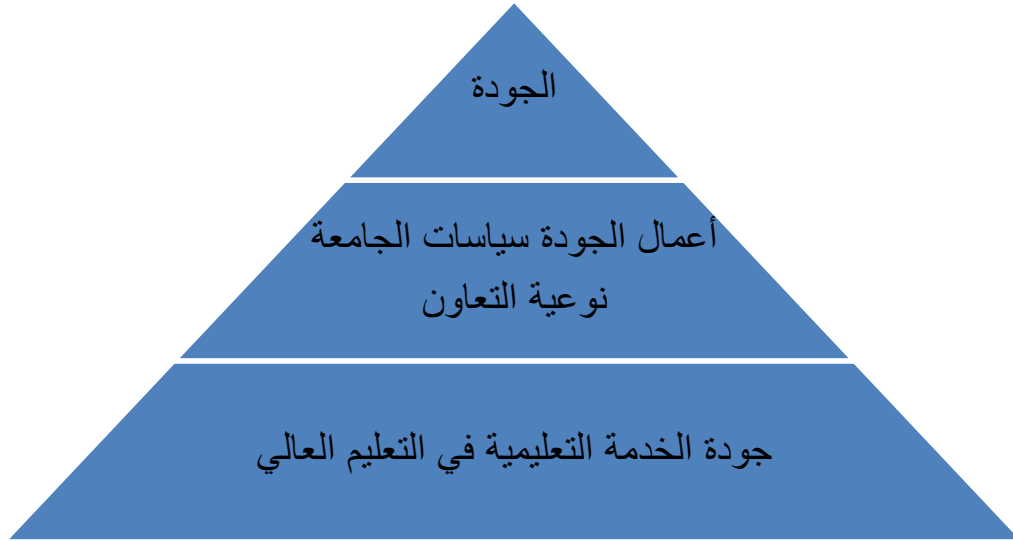 الجودة
أعمال الجودة سياسات الجامعة
نوعية التعاون
جودة الخدمة التعليمية في التعليم العالي